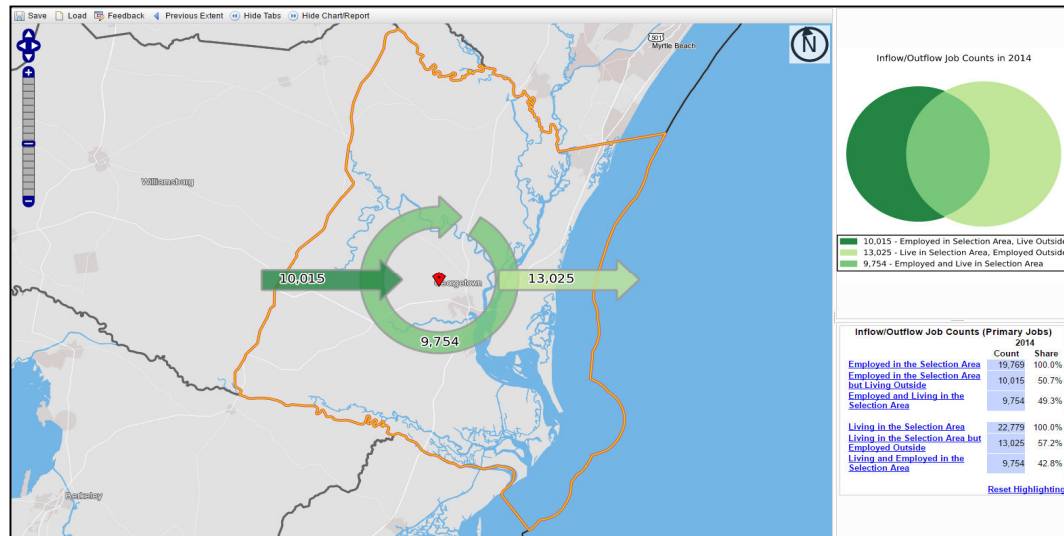 Save Load Feedback Previous Extent Hide Tabs Hide Chart/Report
501
Myrtle Beach
N
Williamsburg
10,015
Georgetown
13,025
9,754
Berkeley
Inflow/Outflow Job Counts in 2014
10,015 - Employed in Selection Area, Live Outside
13,025 - Live in Selection Area, Employed Outside
9,754 - Employed and Live in Selection Area
Inflow/Outflow Job Counts (Primary Jobs)
2014
Count Share
Employed in the Selection Area 19,769 100.0%
Employed in the Selection Area
but Living Outside 10,015 50.7%
Employed and Living in the
Selection Area 9,754 49.3%
Living in the Selection Area 22,779 100.0%
Living in the Selection Area but
Employed Outside 13,025 57.2%
Living and Employed in the
Selection Area 9,754 42.8%
Reset Highlighting